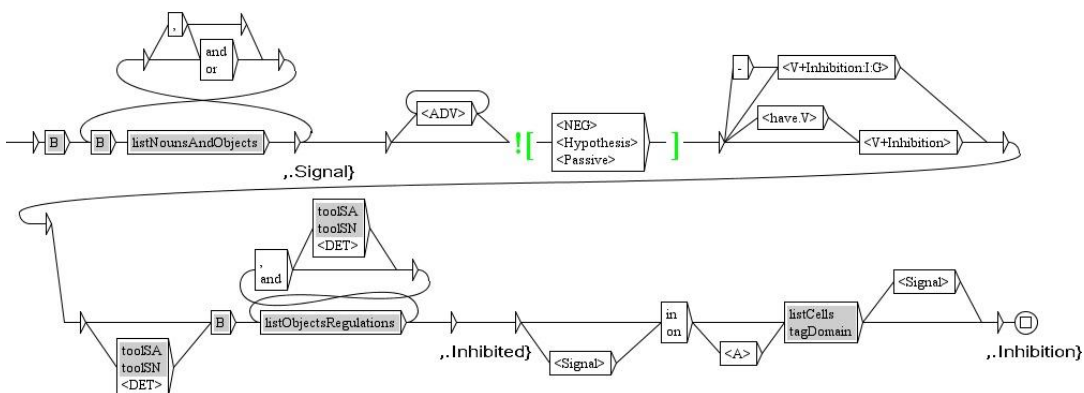 ,
and
or
B
B
listNounsAndObjects
,.Signal}
<ADV>
![
<NEG>
<Hypothesis>
<Passive>
]
-
<V+Inhibition:I:G>
<have.V>
<V+Inhibition>
toolSA
toolSN
<DET>
B
,
and
toolSA
toolSN
<DET>
listObjectsRegulations
,.Inhibited}
<Signal>
in
on
<A>
listCells
tagDomain
<Signal>
,.Inhibition}